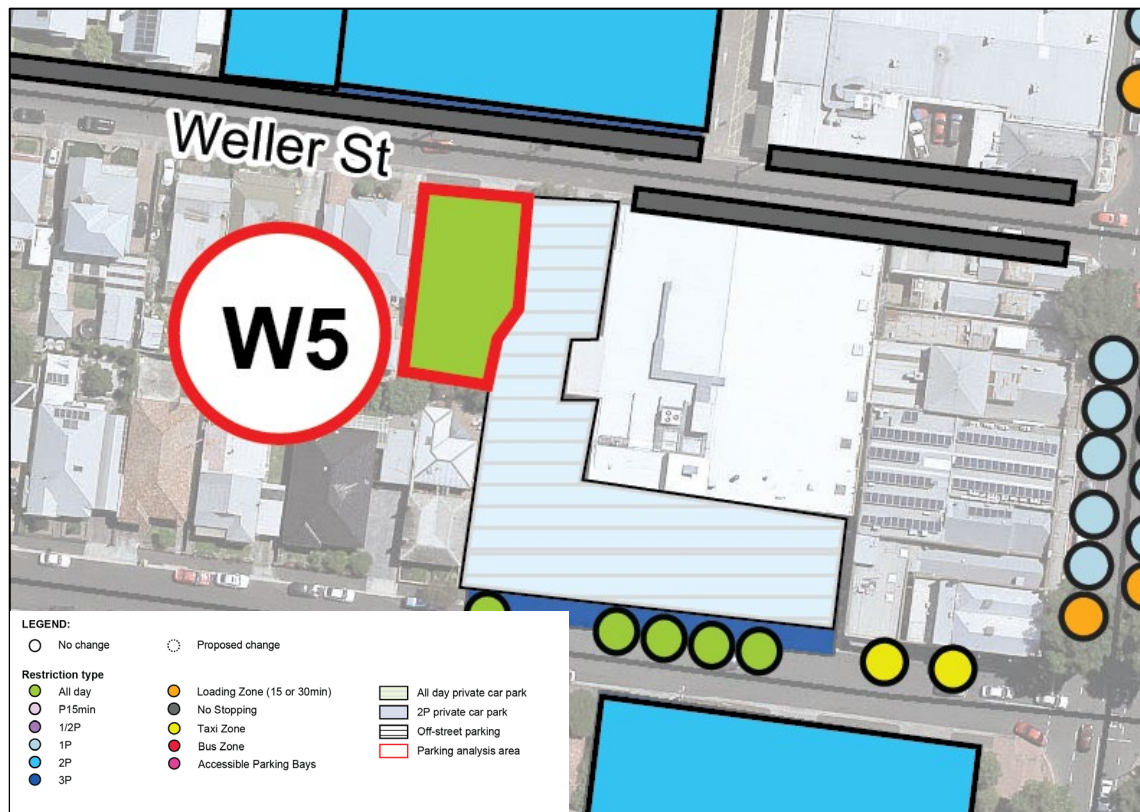 Weller St
W5
LEGEND:
No change
Proposed change
Restriction type
All day
P15min
1/2P
1P
2P
3P
Loading Zone (15 or 30min)
No Stopping
Taxi Zone
Bus Zone
Accessible Parking Bays
All day private car park
2P private car park
Off-street parking
Parking analysis area